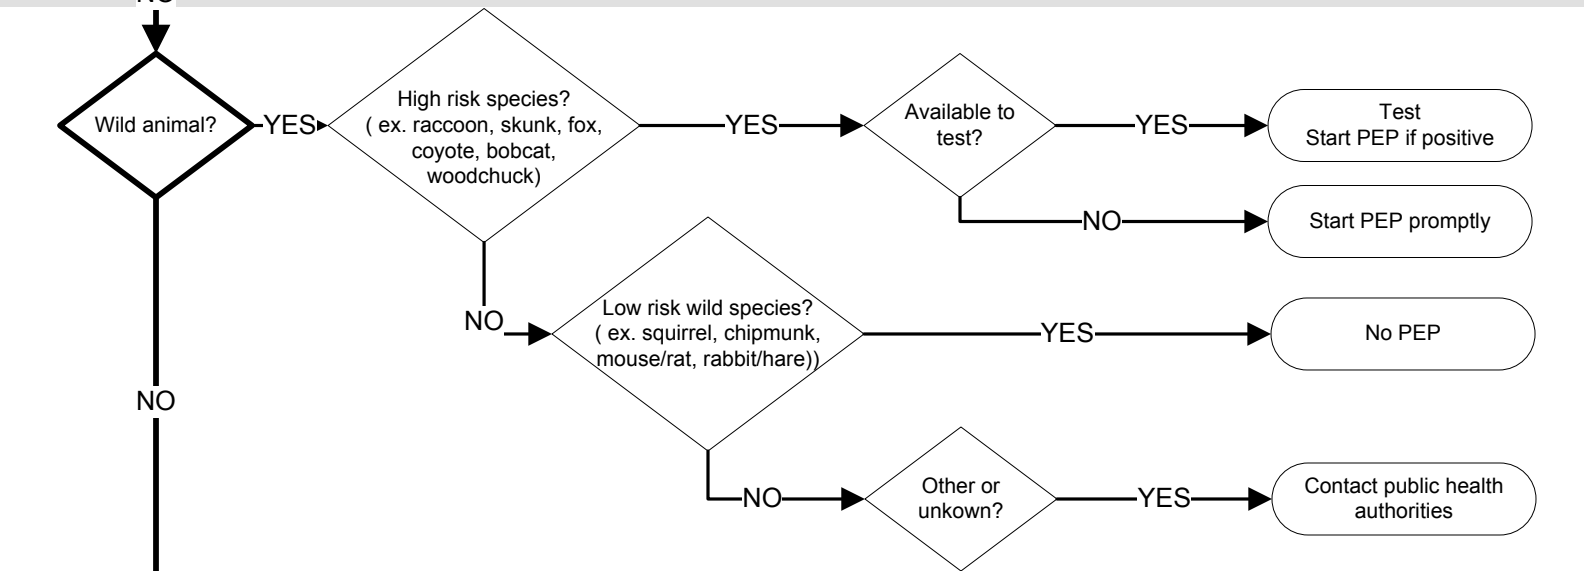 NO
Wild animal?
YES
High risk species?
( ex. raccoon, skunk, fox,
coyote, bobcat,
woodchuck)
YES
Available to
test?
YES
Test
Start PEP if positive
NO
Start PEP promptly
NO
Low risk wild species?
( ex. squirrel, chipmunk,
mouse/rat, rabbit/hare))
YES
No PEP
NO
NO
Other or
unkown?
YES
Contact public health
authorities